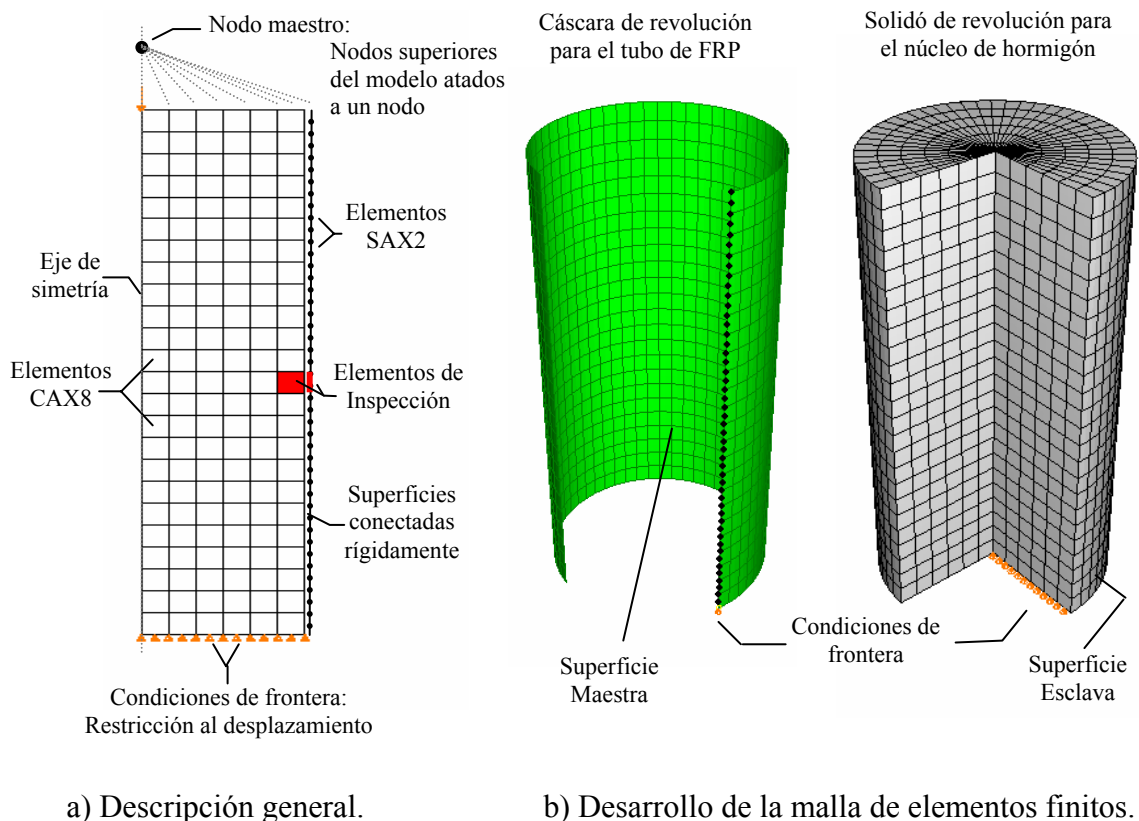 Nodo maestro:
Nodos superiores
del modelo atados
a un nodo
Elementos
SAX2
Eje de
simetría
Elementos
CAX8
Elementos de
Inspección
Superficies
conectadas
rígidamente
Condiciones de frontera:
Restricción al desplazamiento
a) Descripción general.
Cáscara de revolución
para el tubo de FRP
Solidó de revolución para
el núcleo de hormigón
Condiciones de
frontera
Superficie
Maestra
Superficie
Esclava
b) Desarrollo de la malla de elementos finitos.